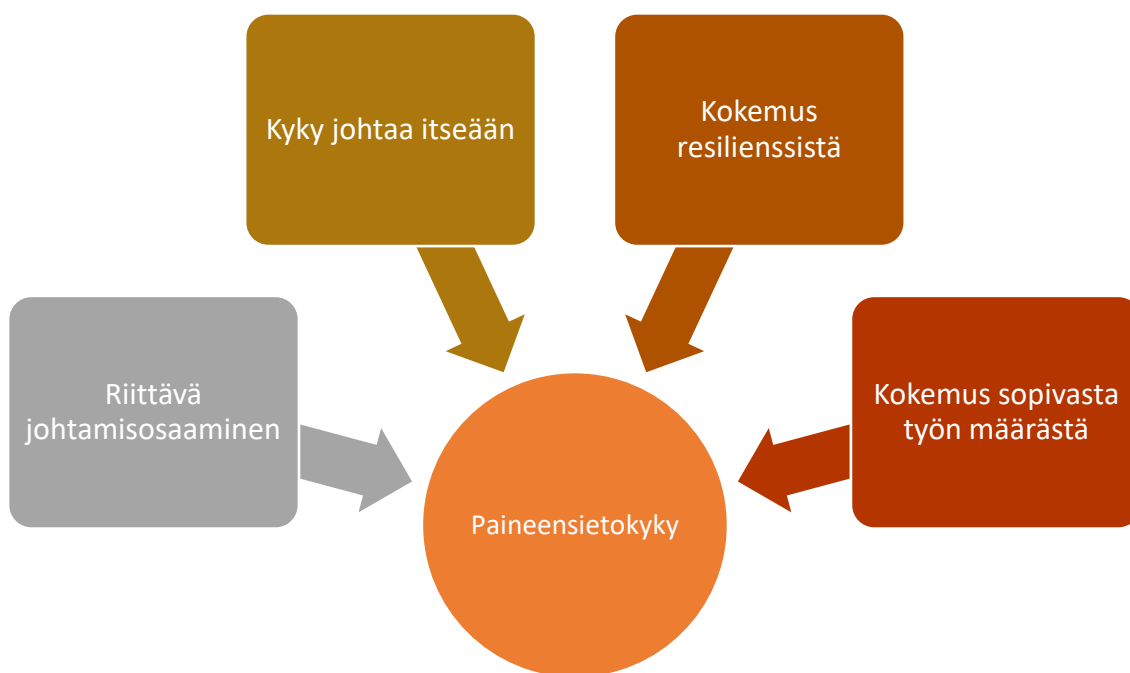 Kyky johtaa itseään
Kokemus
resilienssistä
Riittävä
johtamisosaaminen
Kokemus sopivasta
työn määrästä
Paineensietokyky